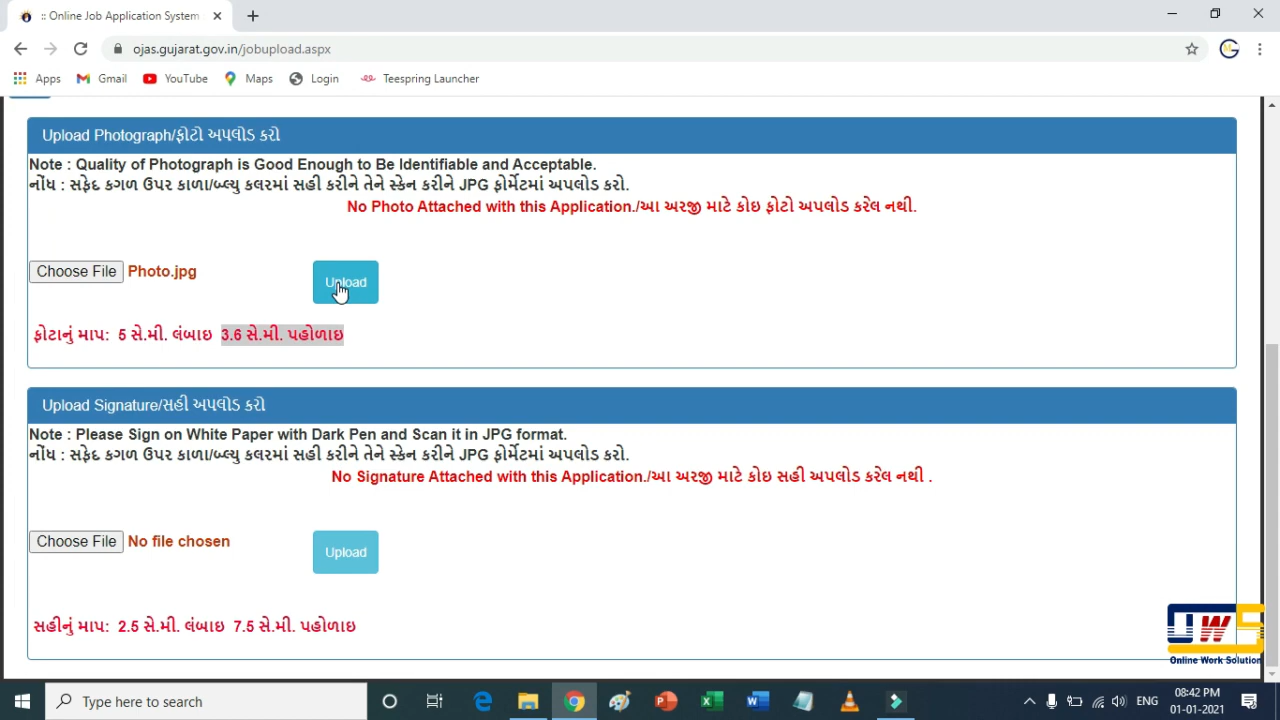 :: Online Job Application System
ojas.gujarat.gov.in/jobupload.aspx
Apps Gmail YouTube Maps Login Teespring Launcher
Upload Photograph/ફોટો અપલોડ કરો
Note : Quality of Photograph is Good Enough to Be Identifiable and Acceptable.
નોંધ : સફેદ કગળ ઉપર કાળા/બ્લ્યુ કલરમાં સહી કરીને તેને સ્કેન કરીને JPG ફોર્મેટમાં અપલોડ કરો.
No Photo Attached with this Application./આ અરજી માટે કોઇ ફોટો અપલોડ કરેલ નથી.
Choose File Photo.jpg Upload
ફોટાનું માપ: 5 સે.મી. લંબાઇ 3.6 સે.મી. પહોળાઇ
Upload Signature/સહી અપલોડ કરો
Note : Please Sign on White Paper with Dark Pen and Scan it in JPG format.
નોંધ : સફેદ કગળ ઉપર કાળા/બ્લ્યુ કલરમાં સહી કરીને તેને સ્કેન કરીને JPG ફોર્મેટમાં અપલોડ કરો.
No Signature Attached with this Application./આ અરજી માટે કોઇ સહી અપલોડ કરેલ નથી .
Choose File No file chosen Upload
સહીનું માપ: 2.5 સે.મી. લંબાઇ 7.5 સે.મી. પહોળાઇ
OWS
Online Work Solution
Type here to search
ENG
08:42 PM
01-01-2021